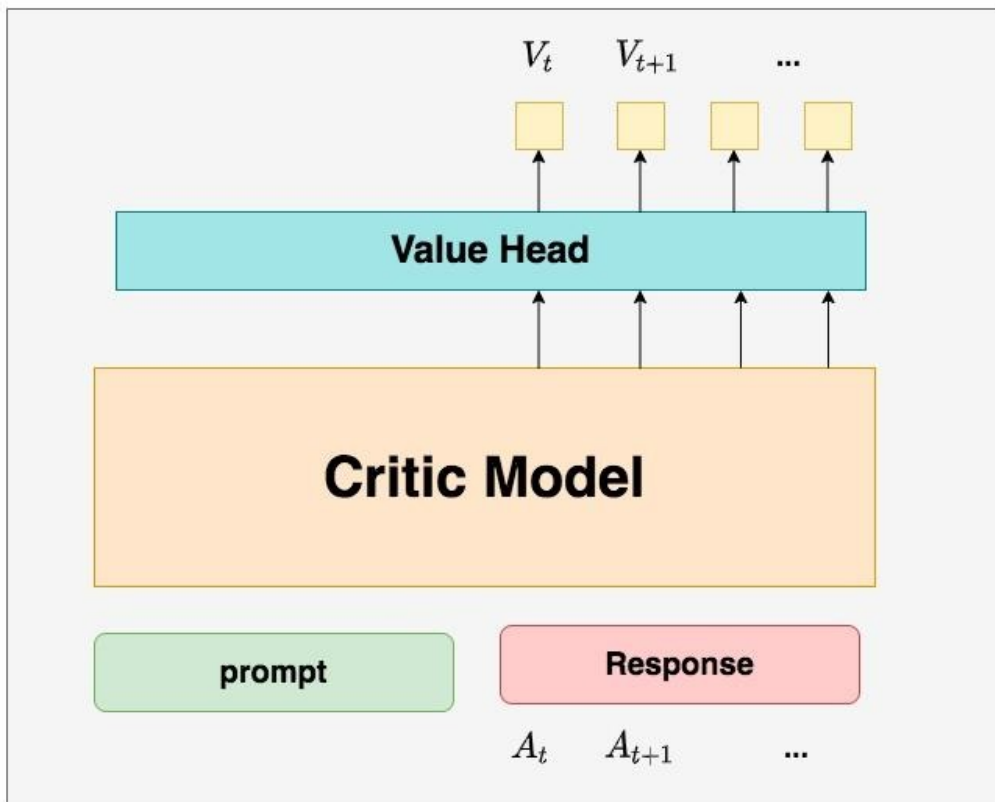 V_t V_{t+1} ...
Value Head
Critic Model
prompt Response
A_t A_{t+1} ...